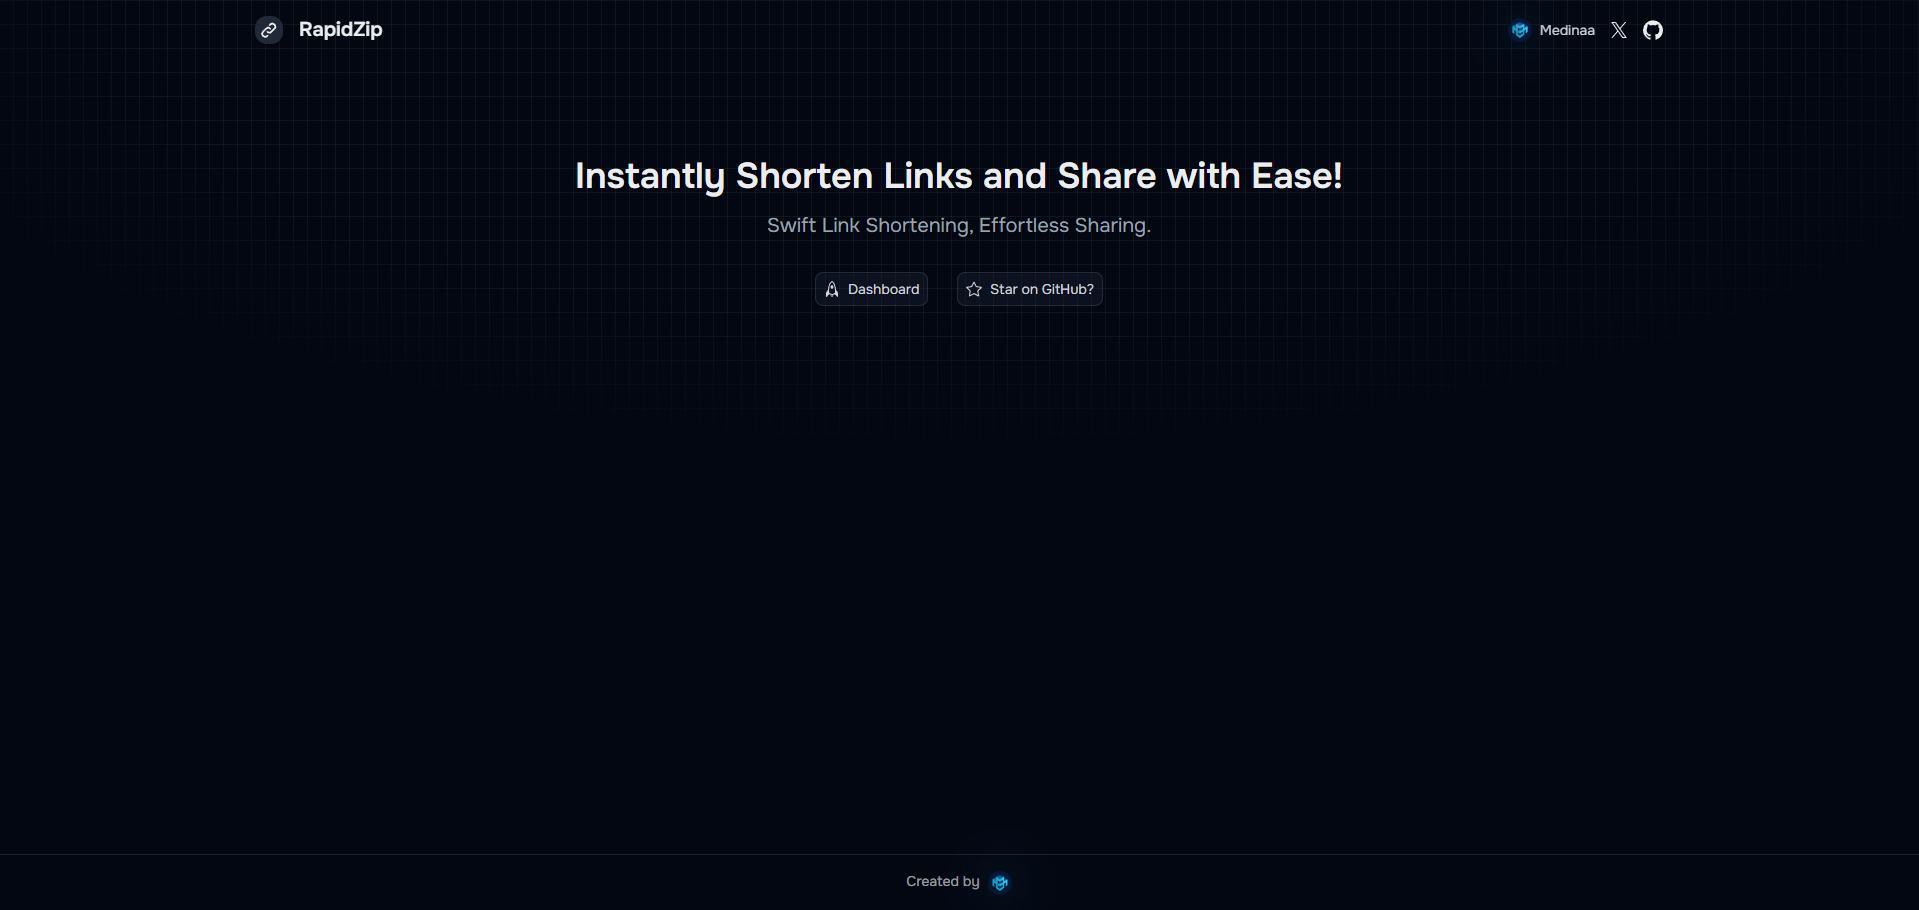 RapidZip
Medinaa
Instantly Shorten Links and Share with Ease!
Swift Link Shortening, Effortless Sharing.
Dashboard
Star on GitHub?
Created by